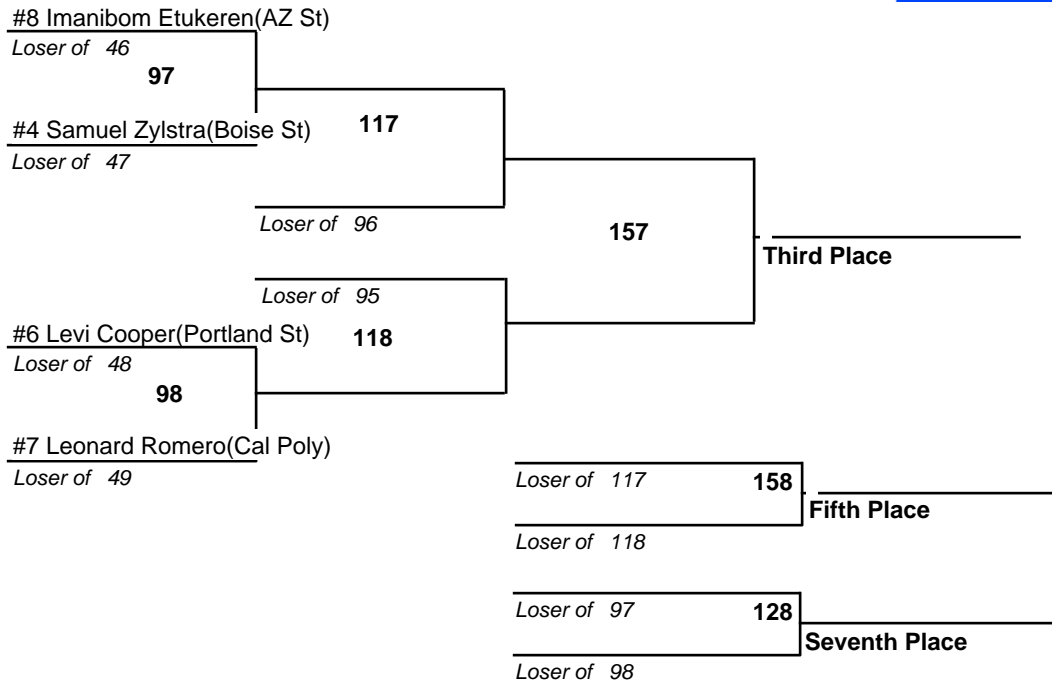 #8 Imanibom Etukeren(AZ St)
Loser of 46
97
#4 Samuel Zylstra(Boise St)
117
Loser of 47
Loser of 96
157
Third Place
Loser of 95
#6 Levi Cooper(Portland St)
118
Loser of 48
98
#7 Leonard Romero(Cal Poly)
Loser of 49
Loser of 117
158
Fifth Place
Loser of 118
Loser of 97
128
Seventh Place
Loser of 98